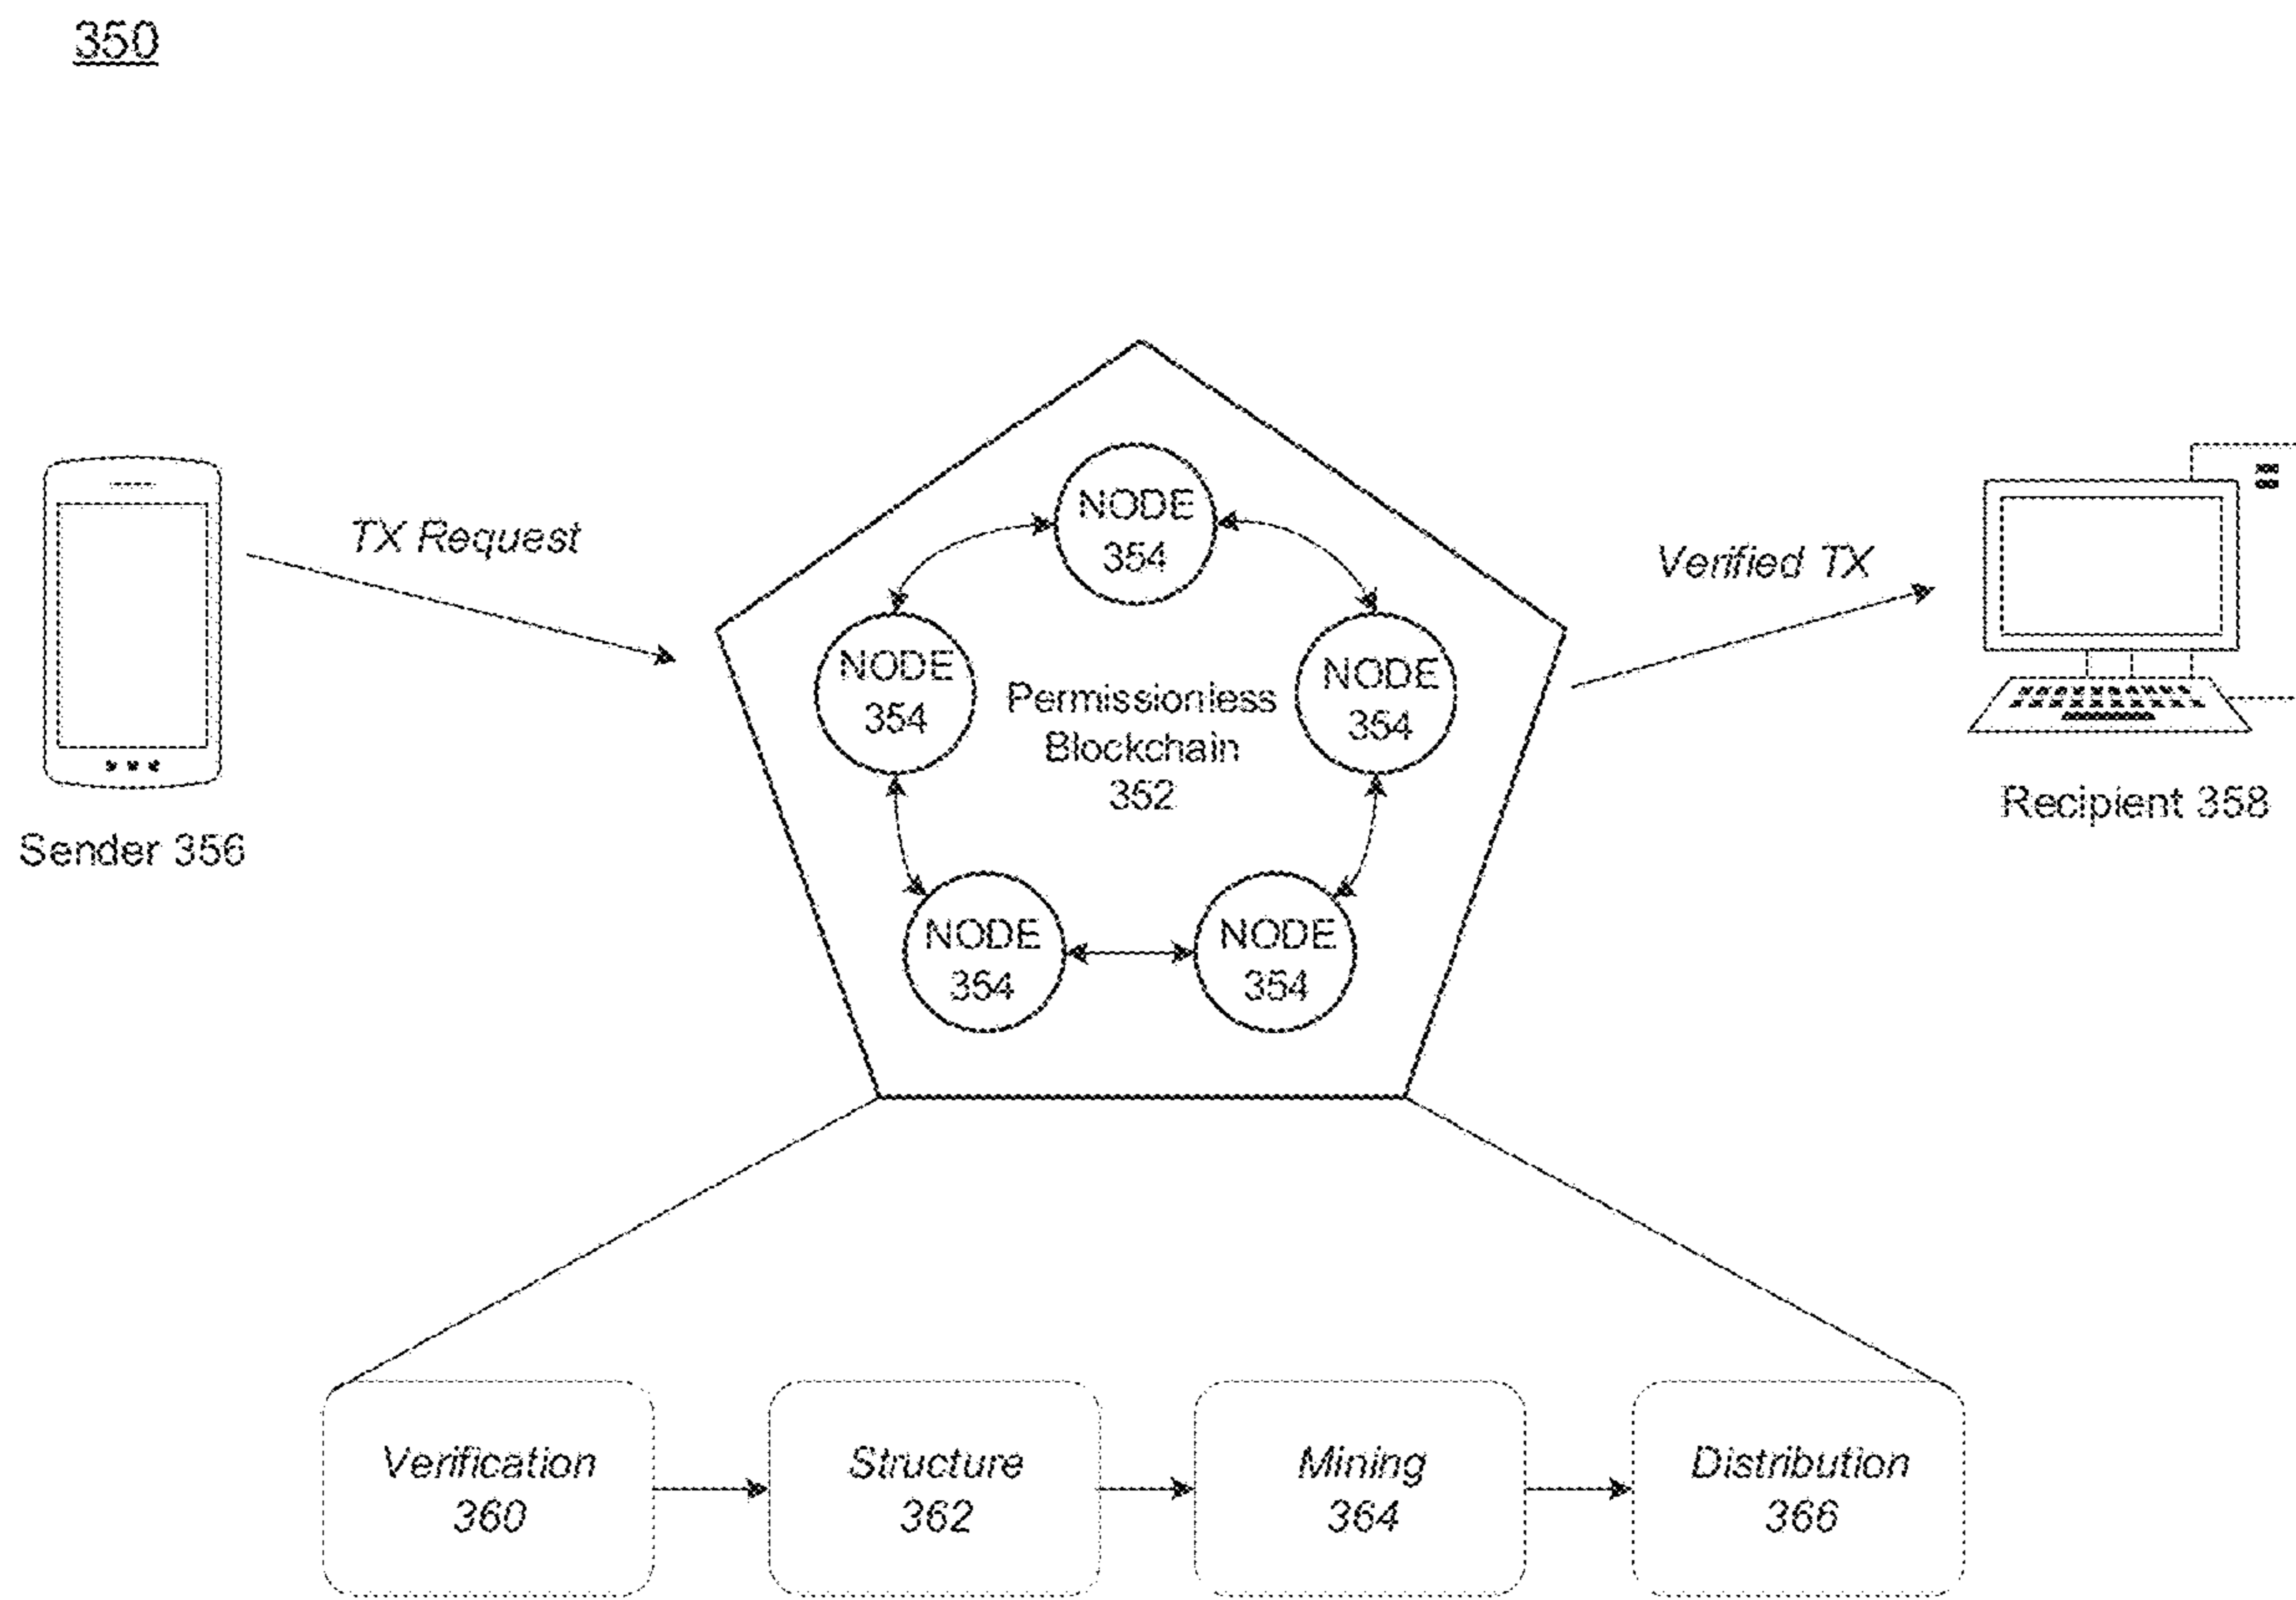 350
NODE
354
TX Request
Verified TX
NODE
354
NODE
354
Permissionless
Blockchain
352
Recipient 358
Sender 356
NODE
354
NODE
354
Verification
360
Structure
362
Mining
364
Distribution
366